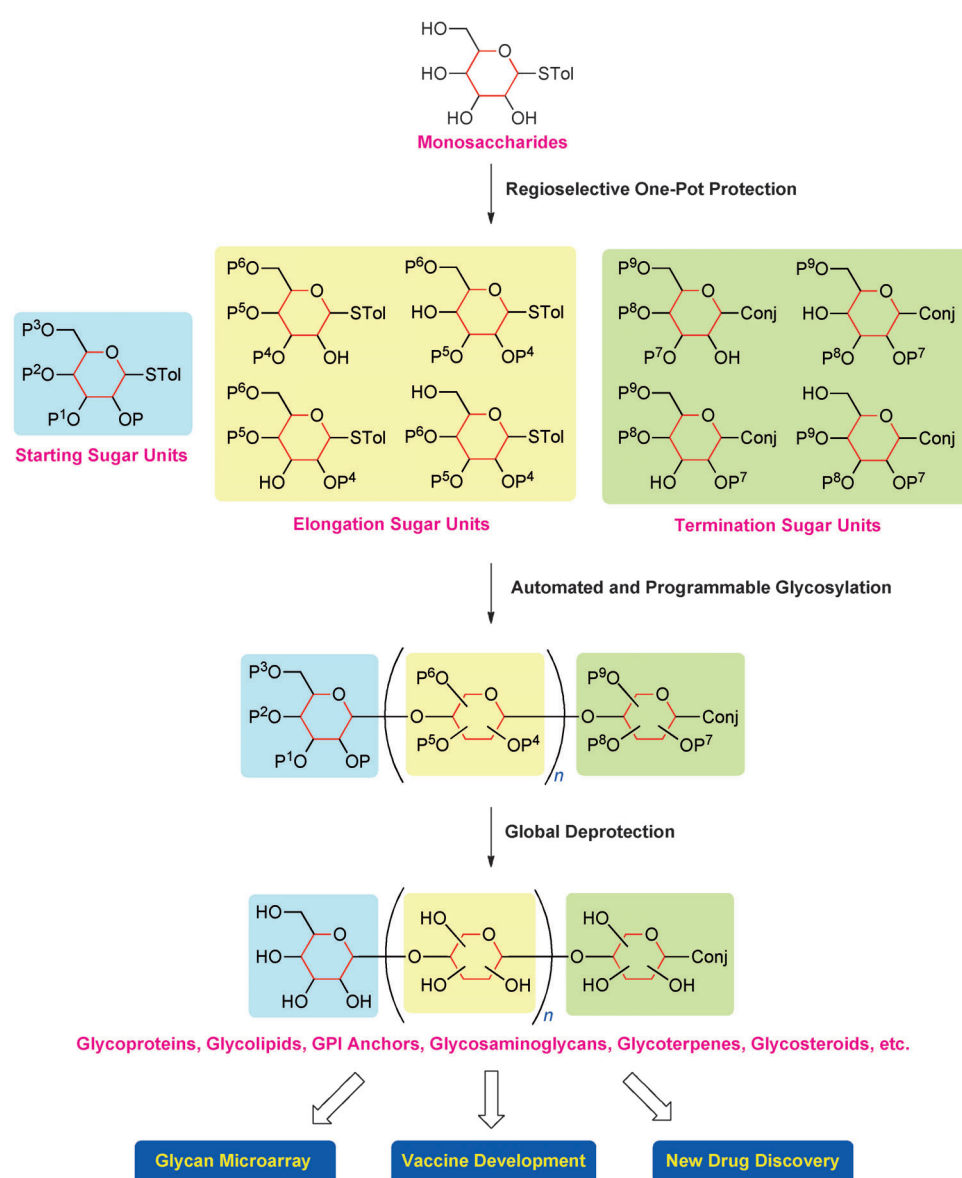 HO
O
HO
STol
HO
OH
Monosaccharides
Regioselective One-Pot Protection
P³O
O
P²O
STol
P¹O
OP
Starting Sugar Units
P⁶O
O
P⁵O
STol
P⁴O
OH
P⁶O
O
HO
STol
P⁵O
OP⁴
P⁶O
O
P⁵O
STol
HO
OP⁴
HO
O
P⁶O
STol
P⁵O
OP⁴
Elongation Sugar Units
P⁹O
O
P⁸O
Conj
P⁷O
OH
P⁹O
O
HO
Conj
P⁸O
OP⁷
P⁹O
O
P⁸O
Conj
HO
OP⁷
HO
O
P⁹O
Conj
P⁸O
OP⁷
Termination Sugar Units
Automated and Programmable Glycosylation
P³O
O
P²O
P¹O
OP
O
P⁶O
O
P⁵O
OP⁴
n
O
P⁹O
O
Conj
P⁸O
OP⁷
Global Deprotection
HO
O
HO
HO
OH
O
HO
O
HO
OH
n
O
HO
O
Conj
HO
OH
Glycoproteins, Glycolipids, GPI Anchors, Glycosaminoglycans, Glycoterpenes, Glycosteroids, etc.
Glycan Microarray
Vaccine Development
New Drug Discovery